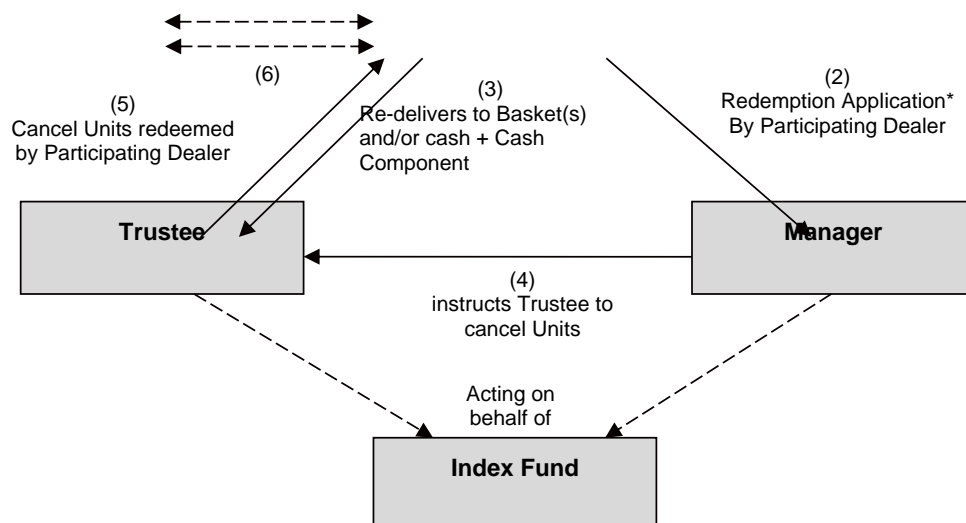 (6)
(5)
Cancel Units redeemed
by Participating Dealer
(3)
Re-delivers to Basket(s)
and/or cash + Cash
Component
(2)
Redemption Application*
By Participating Dealer
Trustee
Manager
(4)
instructs Trustee to
cancel Units
Acting on
behalf of
Index Fund